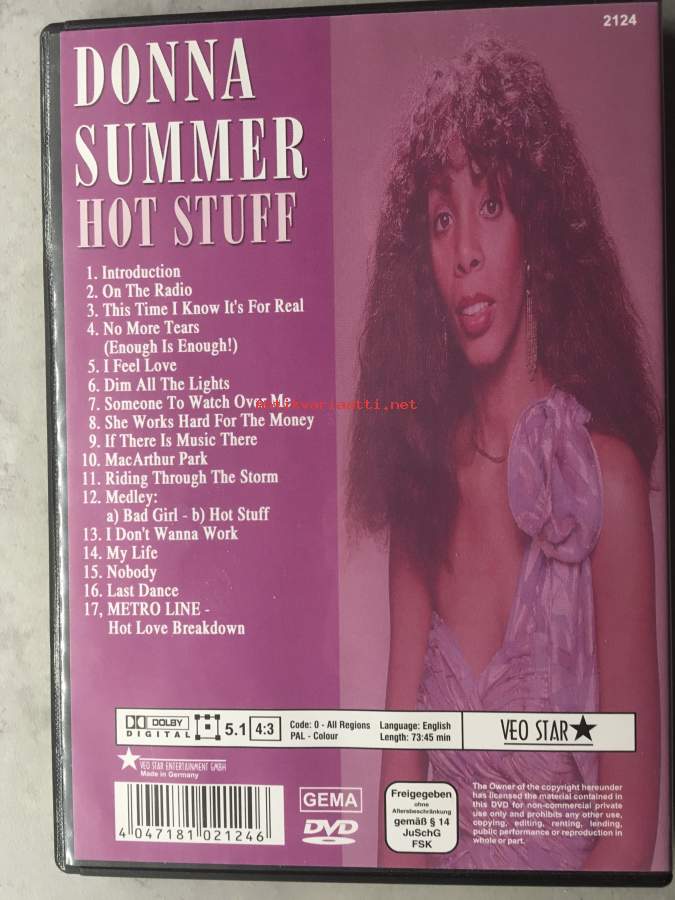 2124
DONNA
SUMMER
HOT STUFF
1. Introduction
2. On The Radio
3. This Time I Know It's For Real
4. No More Tears
(Enough Is Enough!)
5. I Feel Love
6. Dim All The Lights
7. Someone To Watch Over Me
antikvariaatti.net
8. She Works Hard For The Money
9. If There Is Music There
10. MacArthur Park
11. Riding Through The Storm
12. Medley:
a) Bad Girl - b) Hot Stuff
13. I Don't Wanna Work
14. My Life
15. Nobody
16. Last Dance
17, METRO LINE -
Hot Love Breakdown
DOLBY
DIGITAL
5.1
4:3
Code: 0 - All Regions
PAL - Colour
Language: English
Length: 73:45 min
VEO STAR
VEO STAR ENTERTAINMENT GMBH
Made in Germany
4 047181 021246
GEMA
DVD
Freigegeben
ohne
Altersbeschränkung
gemäß § 14
JuSchG
FSK
The Owner of the copyright hereunder
has licensed the material contained in
this DVD for non-commercial private
use only and prohibits any other use,
copying, editing, renting, lending,
public performance or reproduction in
whole or part.